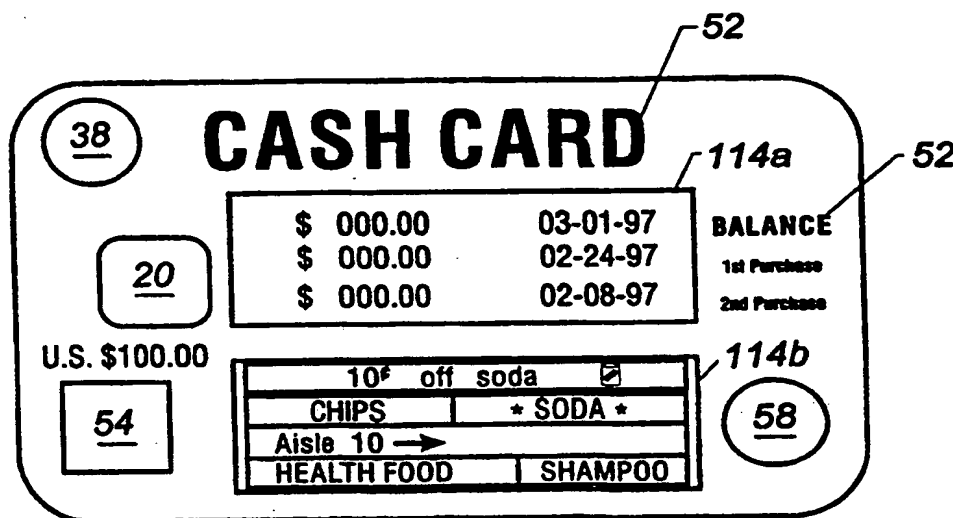 52
38
CASH CARD
114a
52
$ 000.00 03-01-97 BALANCE
$ 000.00 02-24-97 1st Purchase
20
$ 000.00 02-08-97 2nd Purchase
U.S. $100.00
114b
10¢ off soda
CHIPS * SODA *
54
58
Aisle 10 →
HEALTH FOOD SHAMPOO